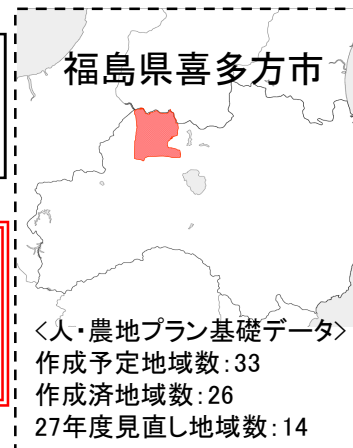 福島県喜多方市
<人・農地プラン基礎データ>
作成予定地域数:33
作成済地域数:26
27年度見直し地域数:14